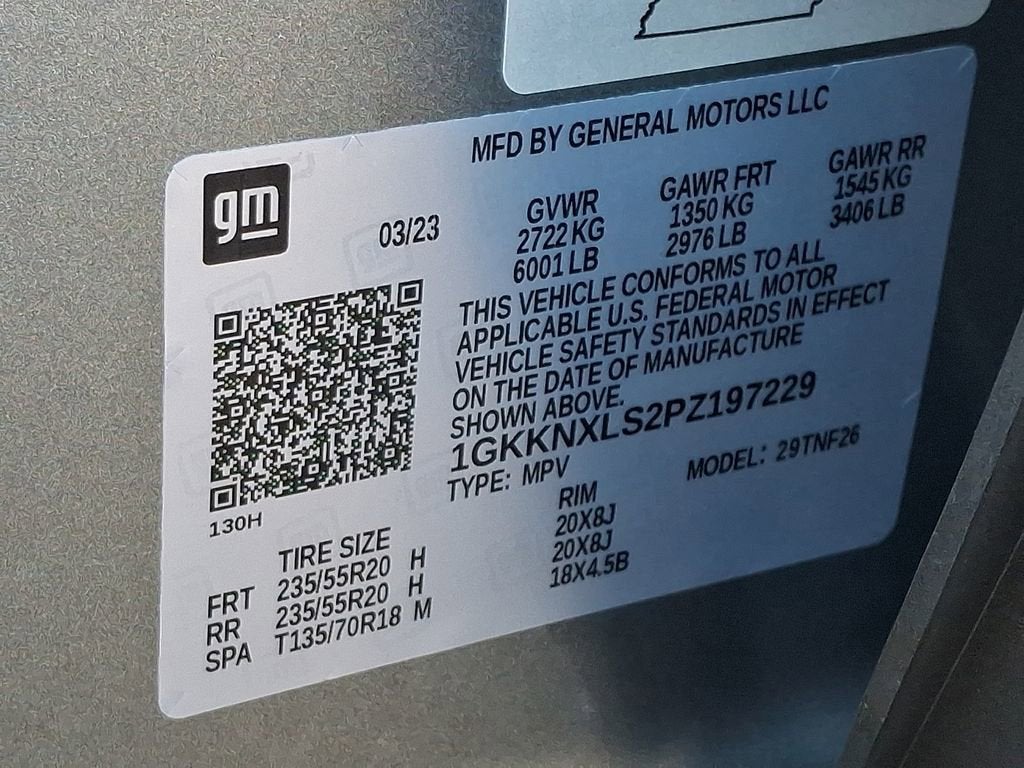 MFD BY GENERAL MOTORS LLC
gm
03/23
GVWR
2722 KG
6001 LB
GAWR FRT
1350 KG
2976 LB
GAWR RR
1545 KG
3406 LB
THIS VEHICLE CONFORMS TO ALL
APPLICABLE U.S. FEDERAL MOTOR
VEHICLE SAFETY STANDARDS IN EFFECT
ON THE DATE OF MANUFACTURE
SHOWN ABOVE.
1GKKNXLS2PZ197229
TYPE: MPV MODEL: 29TNF26
130H
TIRE SIZE RIM
FRT 235/55R20 H 20X8J
RR 235/55R20 H 20X8J
SPA T135/70R18 M 18X4.5B